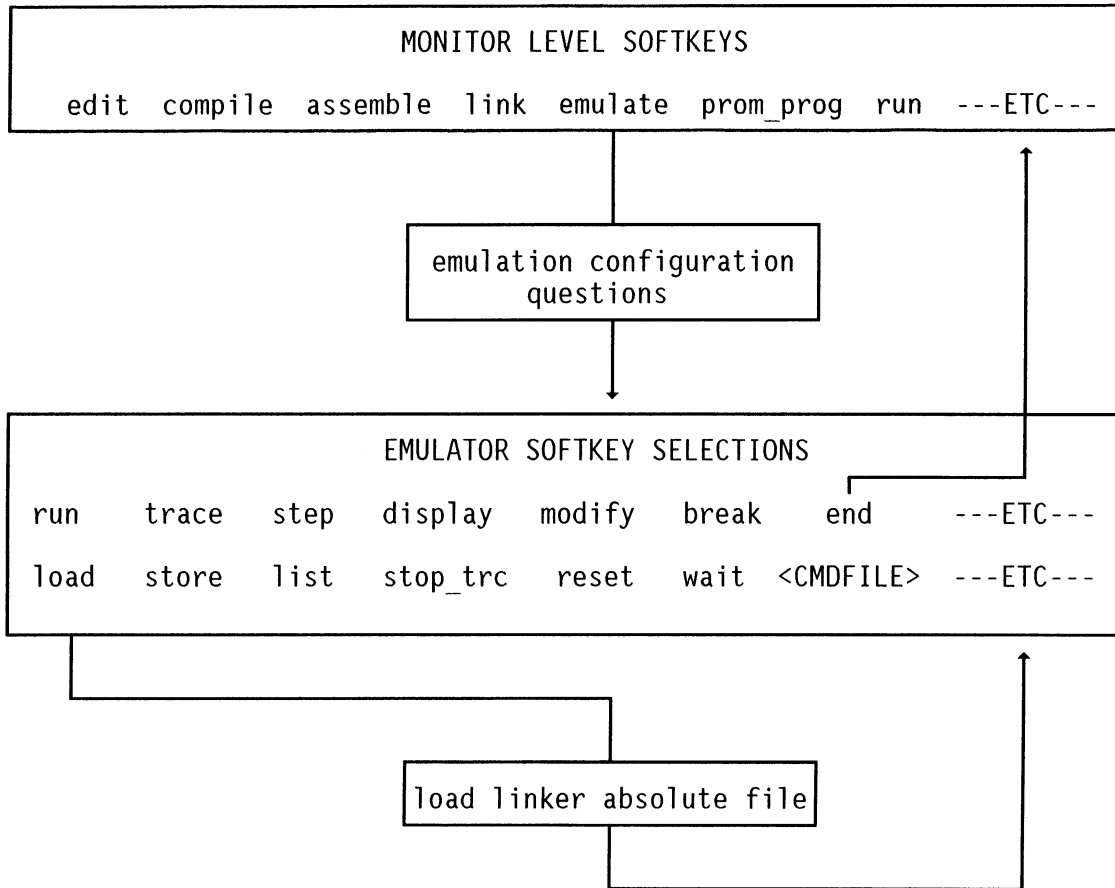 MONITOR LEVEL SOFTKEYS
edit compile assemble link emulate prom_prog run ---ETC---
emulation configuration
questions
EMULATOR SOFTKEY SELECTIONS
run trace step display modify break end ---ETC---
load store list stop_trc reset wait <CMDFILE> ---ETC---
load linker absolute file